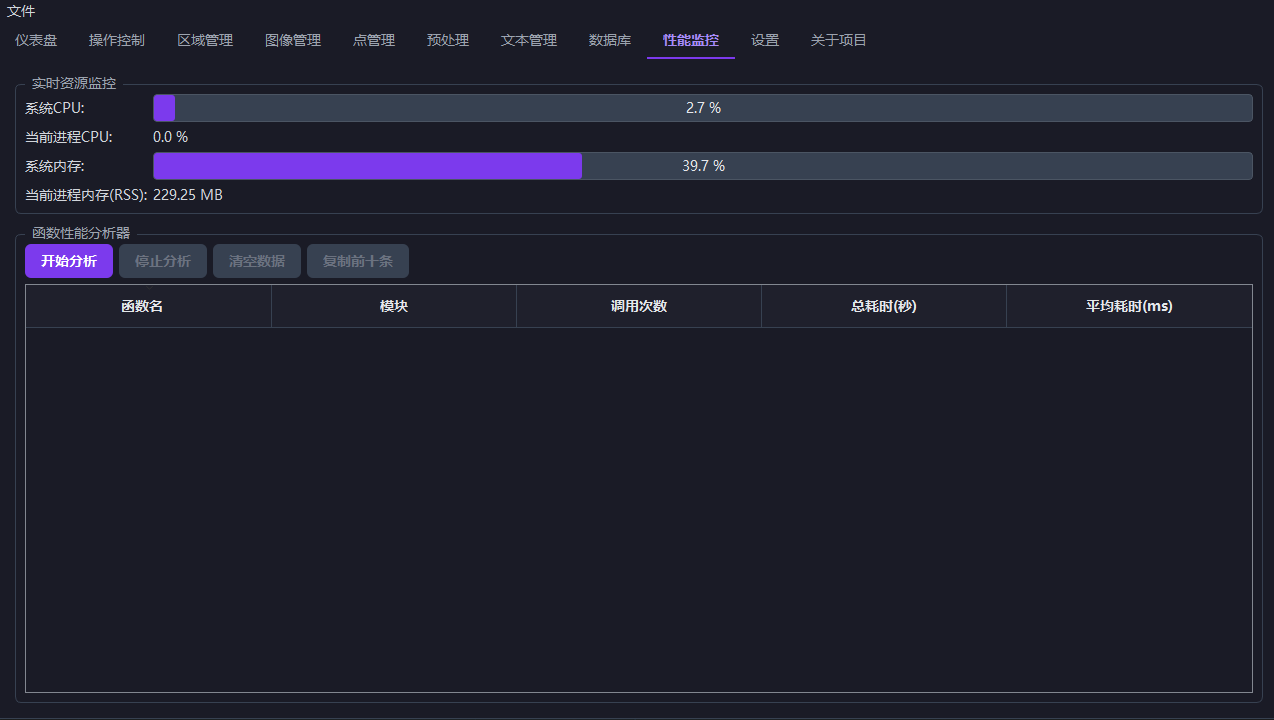 文件
仪表盘 操作控制 区域管理 图像管理 点管理 预处理 文本管理 数据库 性能监控 设置 关于项目
实时资源监控
系统CPU: 2.7 %
当前进程CPU: 0.0 %
系统内存: 39.7 %
当前进程内存(RSS): 229.25 MB
函数性能分析器
开始分析 停止分析 清空数据 复制前十条
函数名 模块 调用次数 总耗时(秒) 平均耗时(ms)